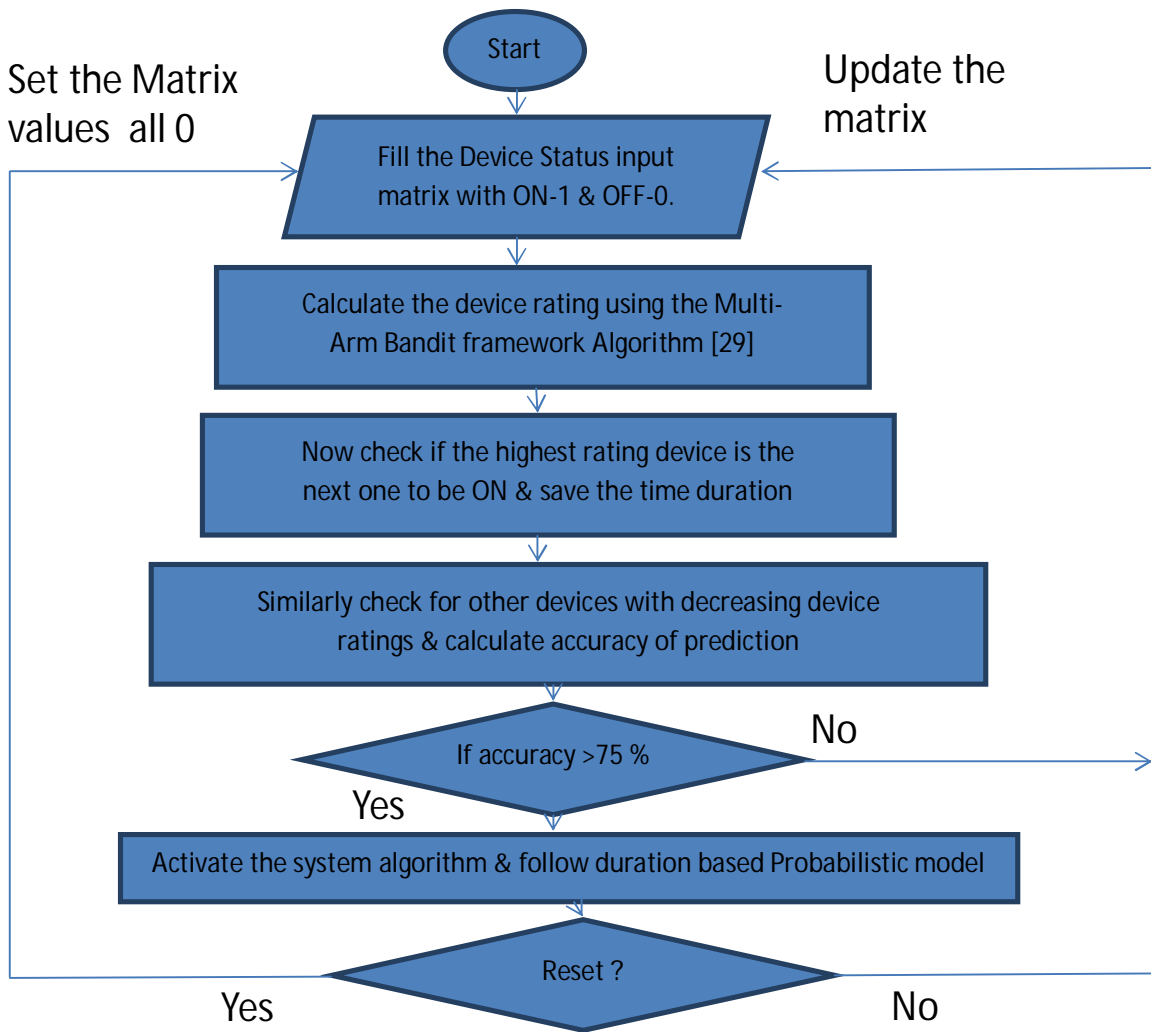 Start
Set the Matrix
values all 0
Update the
matrix
Fill the Device Status input
matrix with ON-1 & OFF-0.
Calculate the device rating using the Multi-
Arm Bandit framework Algorithm [29]
Now check if the highest rating device is the
next one to be ON & save the time duration
Similarly check for other devices with decreasing device
ratings & calculate accuracy of prediction
If accuracy >75 %
No
Yes
Activate the system algorithm & follow duration based Probabilistic model
Reset ?
Yes
No